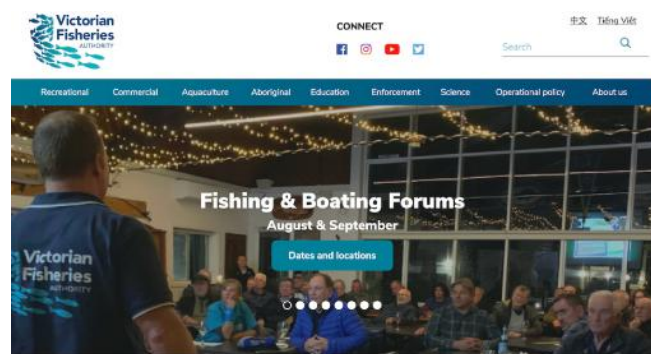 Victorian
Fisheries
AUTHORITY
CONNECT
中文 Tiếng Việt
Search
Recreational Commercial Aquaculture Aboriginal Education Enforcement Science Operational policy About us
Fishing & Boating Forums
August & September
Dates and locations
Victorian
Fisheries
AUTHORITY